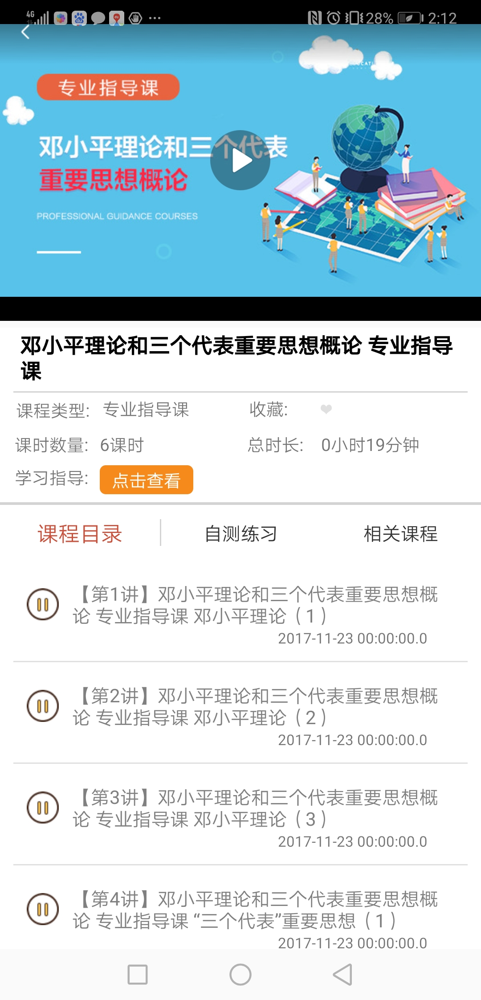 4G
28%
2:12
专业指导课
邓小平理论和三个代表
重要思想概论
PROFESSIONAL GUIDANCE COURSES
邓小平理论和三个代表重要思想概论 专业指导
课
课程类型: 专业指导课
收藏:
课时数量: 6课时
总时长: 0小时19分钟
学习指导: 点击查看
课程目录
自测练习
相关课程
【第1讲】邓小平理论和三个代表重要思想概
论 专业指导课 邓小平理论（1）
2017-11-23 00:00:00.0
【第2讲】邓小平理论和三个代表重要思想概
论 专业指导课 邓小平理论（2）
2017-11-23 00:00:00.0
【第3讲】邓小平理论和三个代表重要思想概
论 专业指导课 邓小平理论（3）
2017-11-23 00:00:00.0
【第4讲】邓小平理论和三个代表重要思想概
论 专业指导课 “三个代表”重要思想（1）
2017-11-23 00:00:00.0